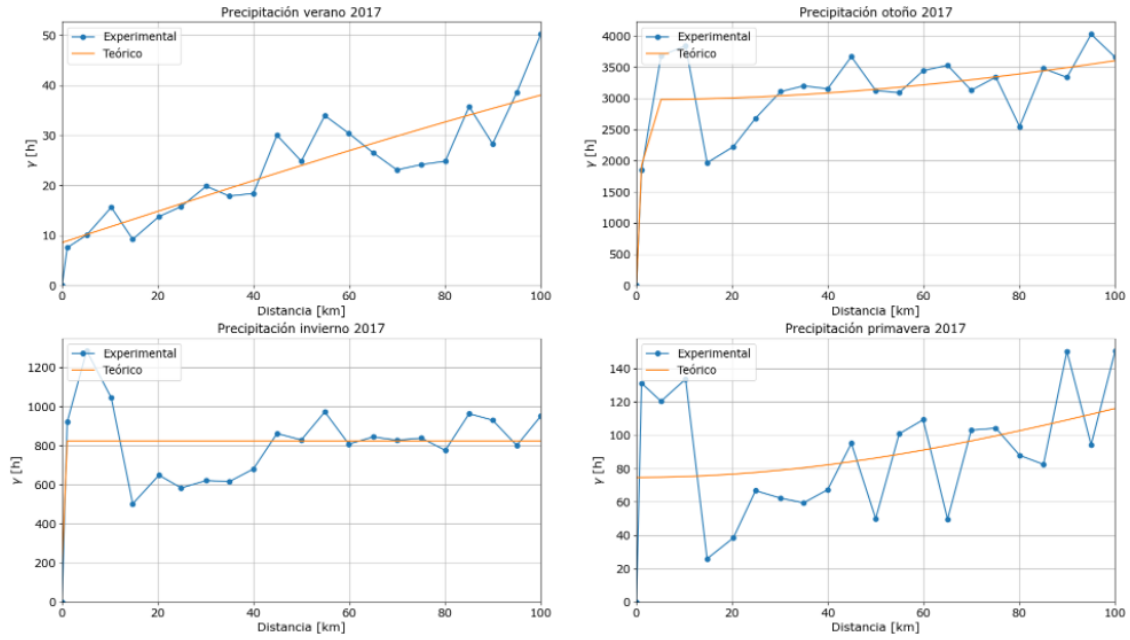 Precipitación verano 2017
Experimental
Teórico
γ [h]
50
40
30
20
10
0
0 20 40 60 80 100
Distancia [km]
Precipitación otoño 2017
Experimental
Teórico
γ [h]
4000
3500
3000
2500
2000
1500
1000
500
0
0 20 40 60 80 100
Distancia [km]
Precipitación invierno 2017
Experimental
Teórico
γ [h]
1200
1000
800
600
400
200
0
0 20 40 60 80 100
Distancia [km]
Precipitación primavera 2017
Experimental
Teórico
γ [h]
140
120
100
80
60
40
20
0
0 20 40 60 80 100
Distancia [km]